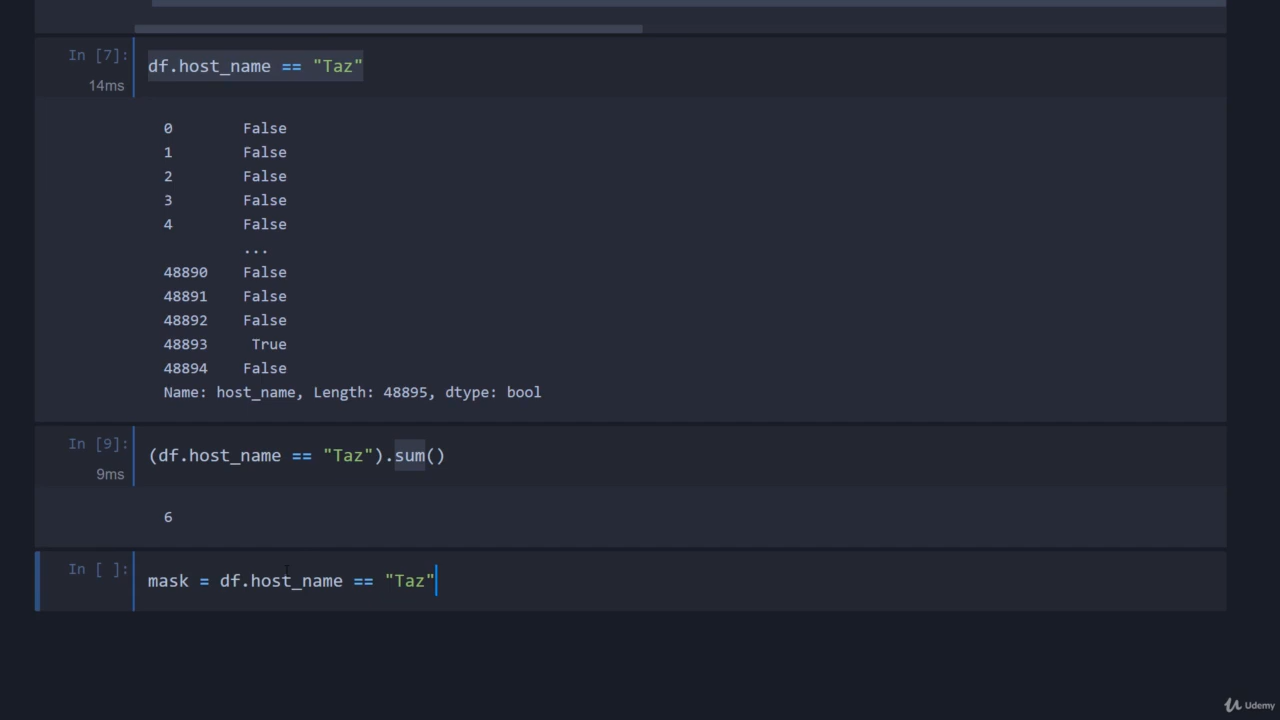 In [7]: df.host_name == "Taz"
14ms
0 False
1 False
2 False
3 False
4 False
...
48890 False
48891 False
48892 False
48893 True
48894 False
Name: host_name, Length: 48895, dtype: bool
In [9]: (df.host_name == "Taz").sum()
9ms
6
In [ ]: mask = df.host_name == "Taz"
Udemy